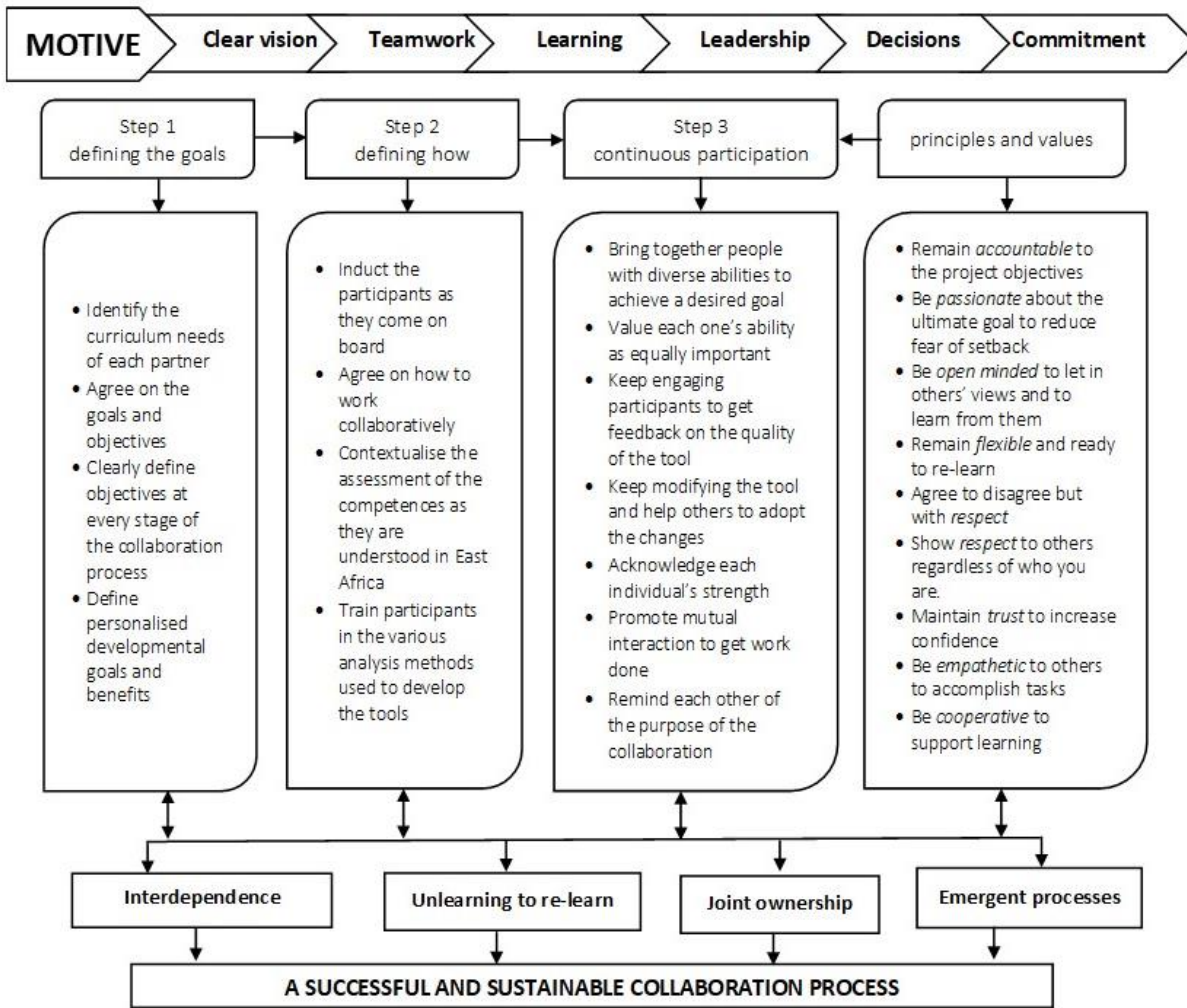 MOTIVE
Clear vision
Teamwork
Learning
Leadership
Decisions
Commitment
Step 1
defining the goals
Step 2
defining how
Step 3
continuous participation
principles and values
• Identify the
curriculum needs
of each partner
• Agree on the
goals and
objectives
• Clearly define
objectives at
every stage of
the collaboration
process
• Define
personalised
developmental
goals and
benefits
• Induct the
participants as
they come on
board
• Agree on how to
work
collaboratively
• Contextualise the
assessment of the
competences as
they are
understood in East
Africa
• Train participants
in the various
analysis methods
used to develop
the tools
• Bring together people
with diverse abilities to
achieve a desired goal
• Value each one's ability
as equally important
• Keep engaging
participants to get
feedback on the quality
of the tool
• Keep modifying the tool
and help others to adopt
the changes
• Acknowledge each
individual's strength
• Promote mutual
interaction to get work
done
• Remind each other of
the purpose of the
collaboration
• Remain accountable to
the project objectives
• Be passionate about the
ultimate goal to reduce
fear of setback
• Be open minded to let in
others' views and to
learn from them
• Remain flexible and ready
to re-learn
• Agree to disagree but
with respect
• Show respect to others
regardless of who you
are.
• Maintain trust to increase
confidence
• Be empathetic to others
to accomplish tasks
• Be cooperative to
support learning
Interdependence
Unlearning to re-learn
Joint ownership
Emergent processes
A SUCCESSFUL AND SUSTAINABLE COLLABORATION PROCESS